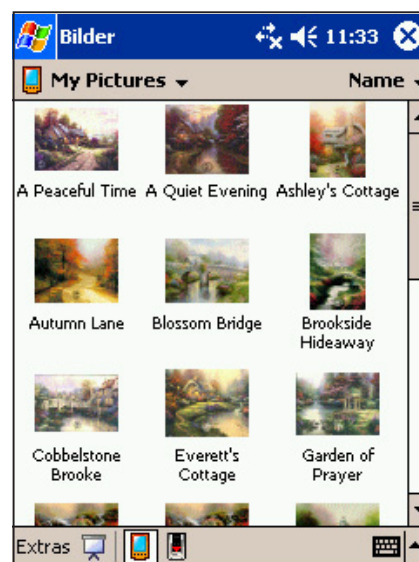 Bilder 11:33
My Pictures Name
A Peaceful Time A Quiet Evening Ashley's Cottage
Autumn Lane Blossom Bridge Brookside
Hideaway
Cobbelstone Everett's Garden of
Brooke Cottage Prayer
Extras